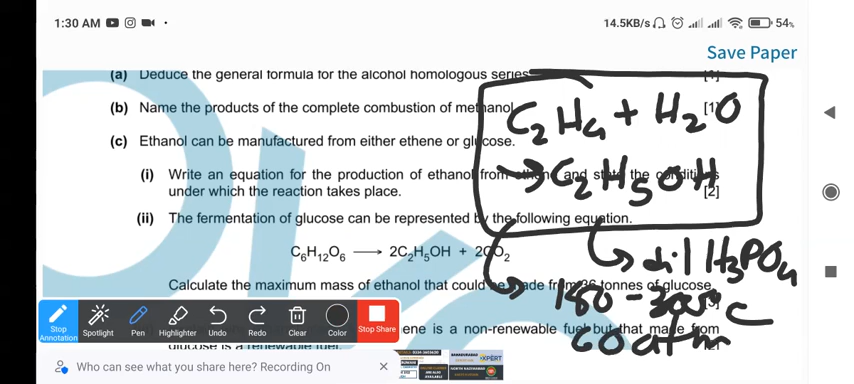 1:30 AM
14.5KB/s
54%
Save Paper
(a) Deduce the general formula for the alcohol homologous series
[1]
(b) Name the products of the complete combustion of methanol
[1]
(c) Ethanol can be manufactured from either ethene or glucose.
(i) Write an equation for the production of ethanol from ethene and state the conditions
under which the reaction takes place.
[2]
(ii) The fermentation of glucose can be represented by the following equation.
C6H12O6 ⟶ 2C2H5OH + 2CO2
Calculate the maximum mass of ethanol that could be made from 36 tonnes of glucose
[3]
ene is a non-renewable fuel but that made from
glucose is a renewable fuel.
[2]
C2H4 + H2O
→ C2H5OH
dil H3PO4
180 - 300°C
60 atm
Stop Annotation
Spotlight
Pen
Highlighter
Undo
Redo
Clear
Color
Stop Share
Who can see what you share here? Recording On
XPERT